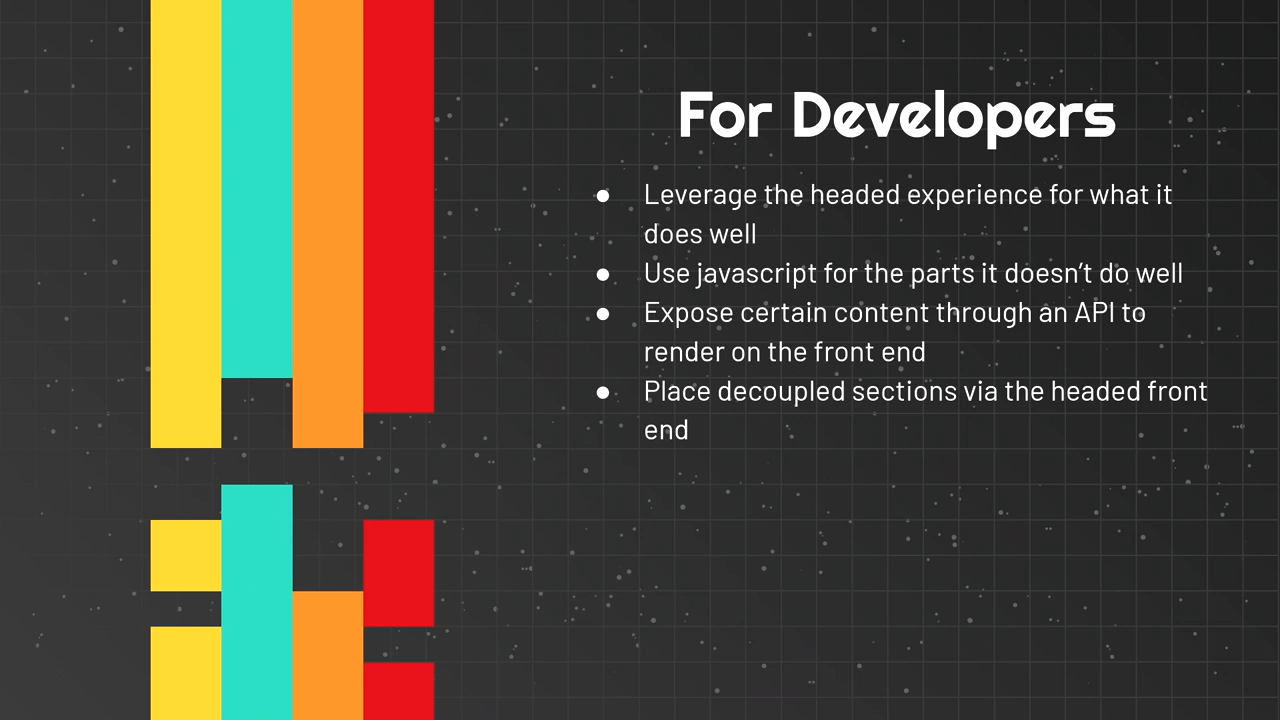 For Developers
● Leverage the headed experience for what it
does well
● Use javascript for the parts it doesn’t do well
● Expose certain content through an API to
render on the front end
● Place decoupled sections via the headed front
end